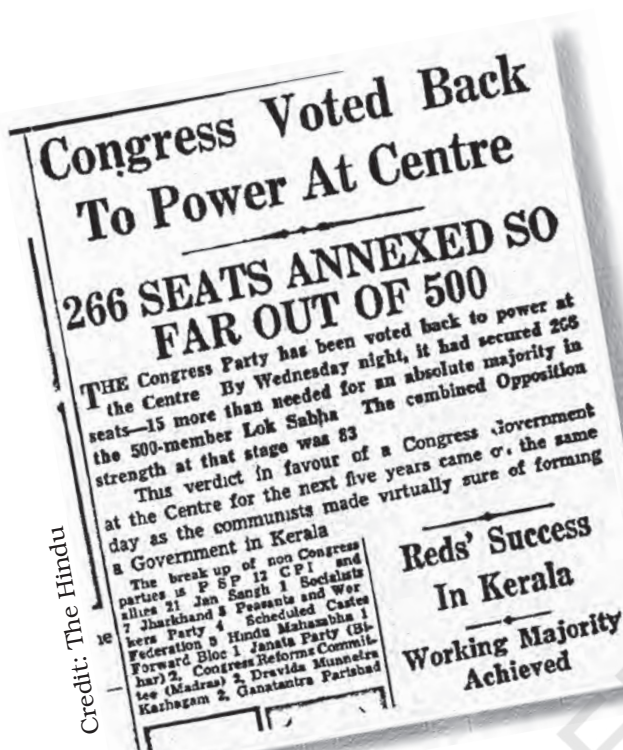 Congress Voted Back
To Power At Centre
266 SEATS ANNEXED SO
FAR OUT OF 500
THE Congress Party has been voted back to power at
the Centre By Wednesday night, it had secured 266
seats—15 more than needed for an absolute majority in
the 500-member Lok Sabha The combined Opposition
strength at that stage was 83
This verdict in favour of a Congress Government
at the Centre for the next five years came the same
day as the communists made virtually sure of forming
a Government in Kerala
The break up of non Congress
parties is P S P 12 C P I and
allies 21 Jan Sangh 1 Socialists
7 Jharkhand Peasants and Wor
kers Party 4 Scheduled Castes
Federation 5 Hindu Mahambha 1
Forward Bloc 1 Janata Party (Bi-
har) 2, Congress Reforms Commit-
tee (Madras) 2, Dravida Munnetra
Kazhagam 2, Ganatantra Parishad
Reds' Success
In Kerala
Working Majority
Achieved
Credit: The Hindu